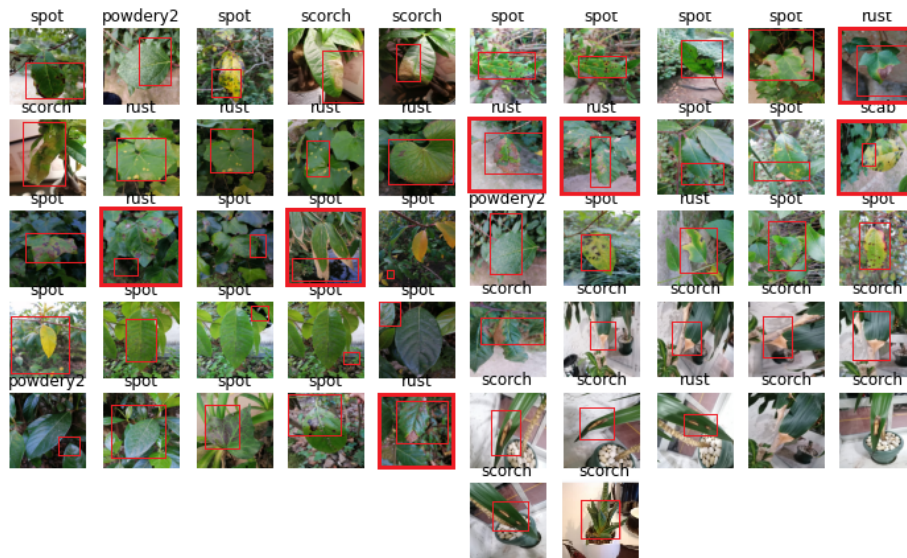 spot powdery2 spot scorch scorch spot spot spot spot rust
scorch rust rust rust rust rust rust spot spot scab
spot rust spot spot spot powdery2 spot rust spot spot
spot spot spot spot spot scorch scorch scorch scorch scorch
powdery2 spot spot spot rust scorch scorch rust scorch scorch
scorch scorch